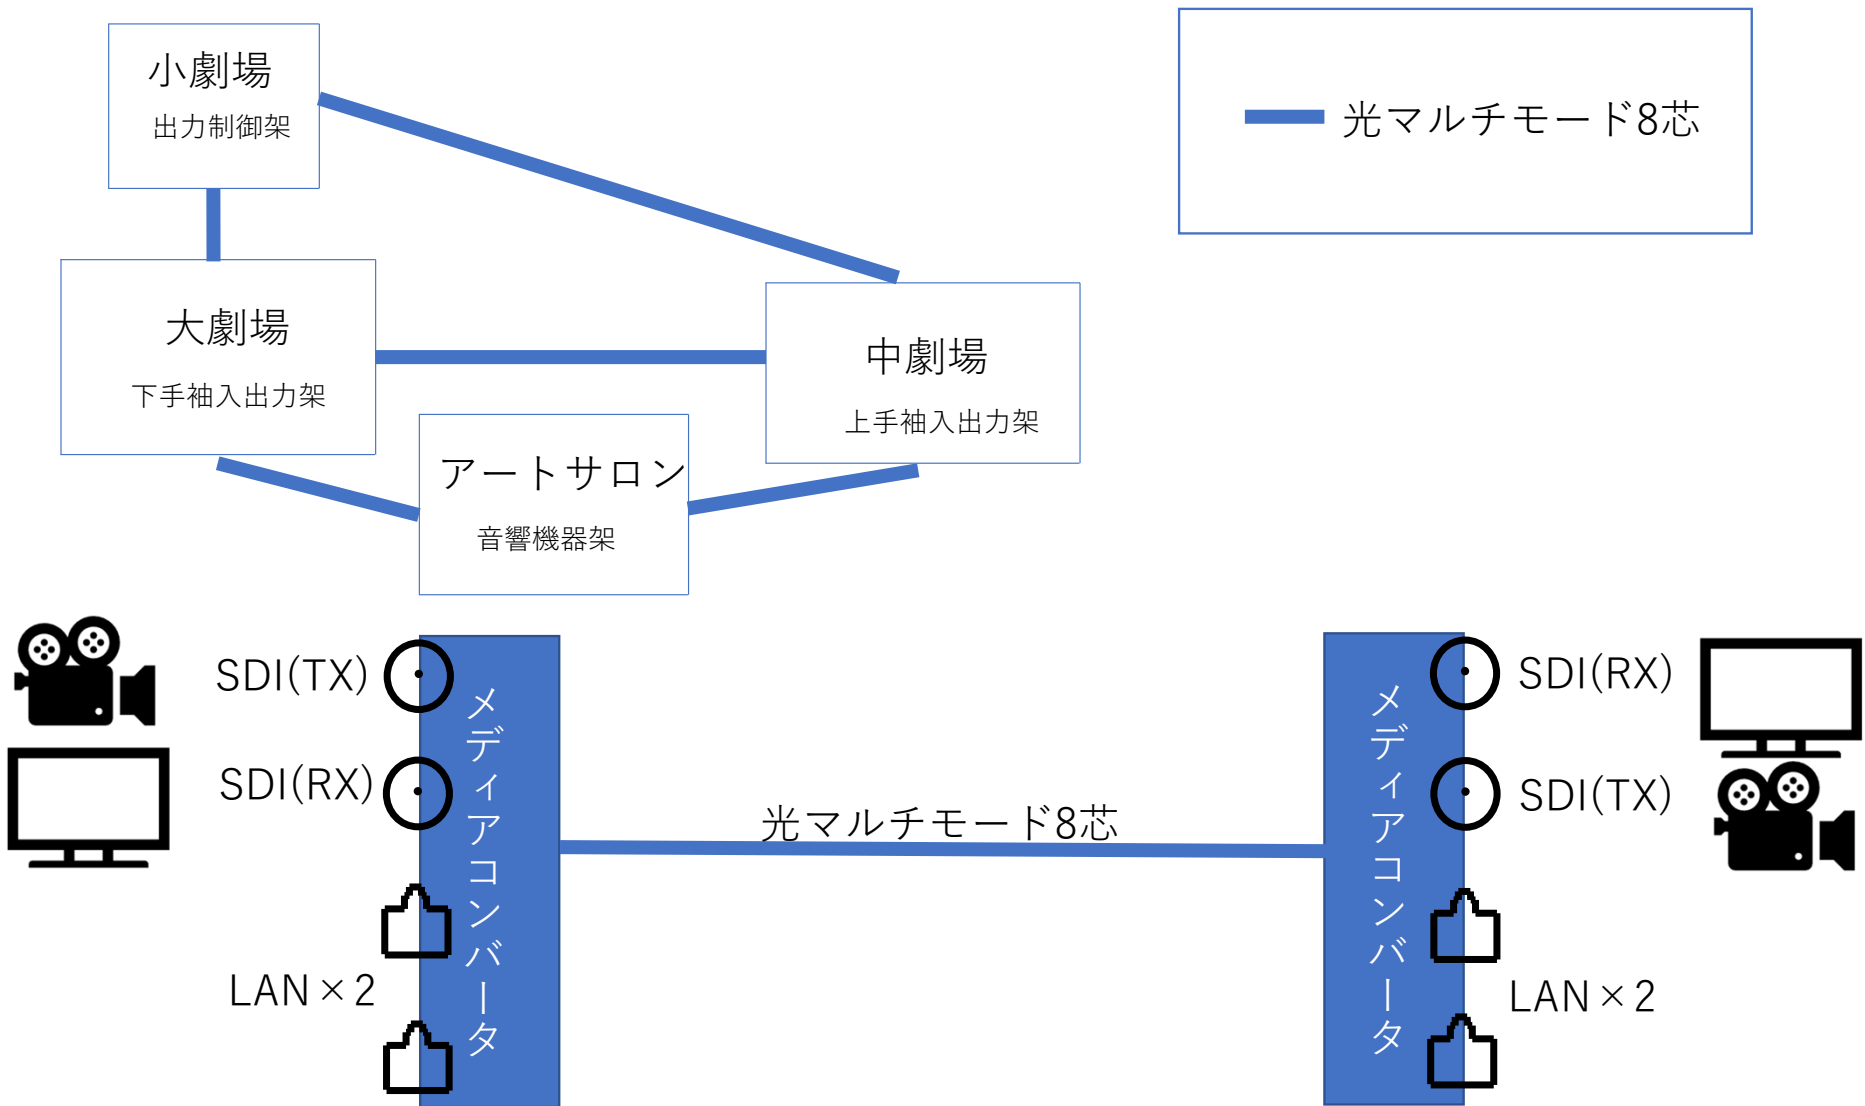 小劇場
出力制御架
光マルチモード8芯
大劇場
下手袖入出力架
中劇場
上手袖入出力架
アートサロン
音響機器架
SDI(TX)
SDI(RX)
LAN×2
メディアコンバータ
光マルチモード8芯
メディアコンバータ
SDI(RX)
SDI(TX)
LAN×2